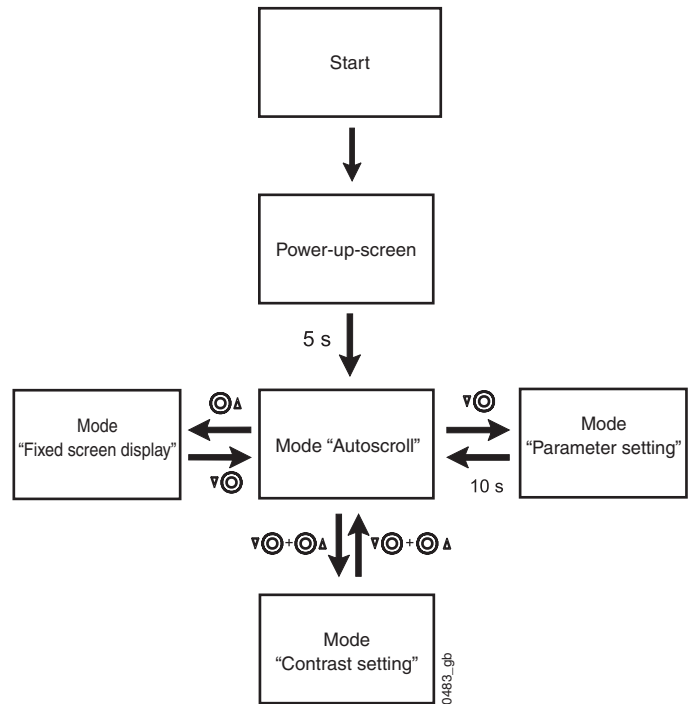 Start
Power-up-screen
5 s
Mode
“Fixed screen display”
Mode “Autoscroll”
Mode
“Parameter setting”
10 s
+
+
Mode
“Contrast setting”
0483_gb